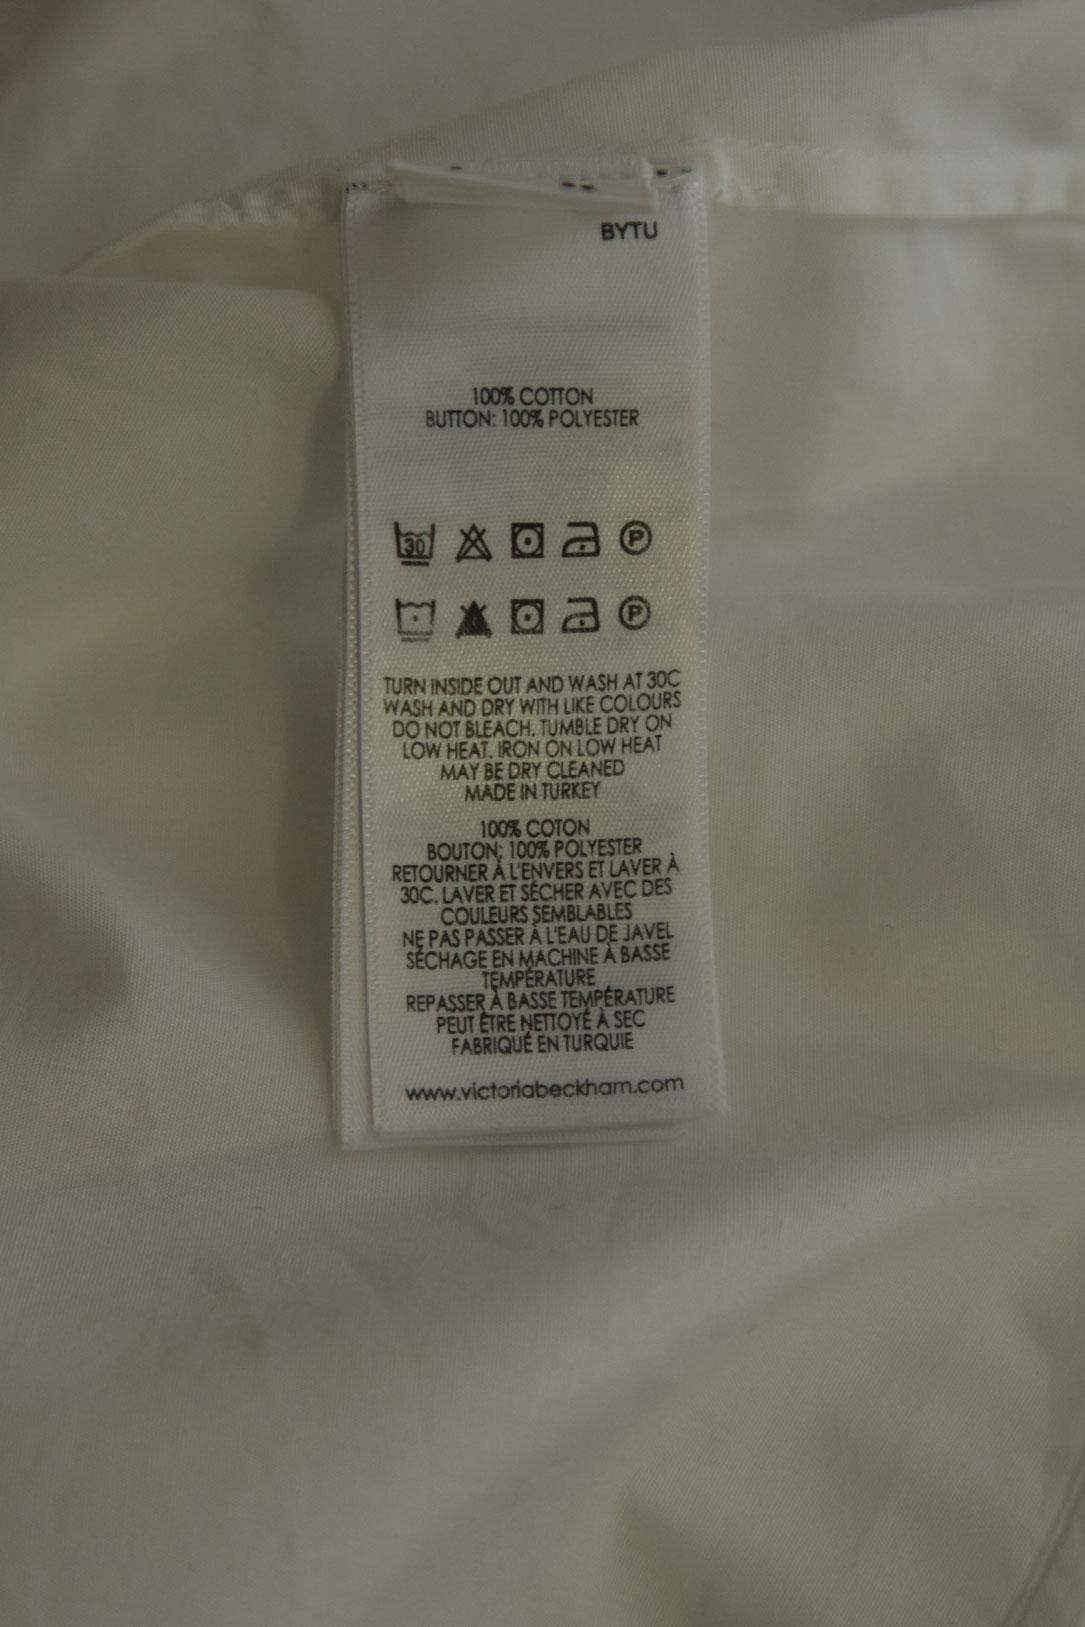 BYTU
100% COTTON
BUTTON: 100% POLYESTER
30 P
P
TURN INSIDE OUT AND WASH AT 30C
WASH AND DRY WITH LIKE COLOURS
DO NOT BLEACH. TUMBLE DRY ON
LOW HEAT. IRON ON LOW HEAT
MAY BE DRY CLEANED
MADE IN TURKEY
100% COTON
BOUTON: 100% POLYESTER
RETOURNER À L'ENVERS ET LAVER À
30C. LAVER ET SÉCHER AVEC DES
COULEURS SEMBLABLES
NE PAS PASSER À L'EAU DE JAVEL
SÉCHAGE EN MACHINE À BASSE
TEMPÉRATURE
REPASSER À BASSE TEMPÉRATURE
PEUT ÊTRE NETTOYÉ À SEC
FABRIQUÉ EN TURQUIE
www.victoriabeckham.com